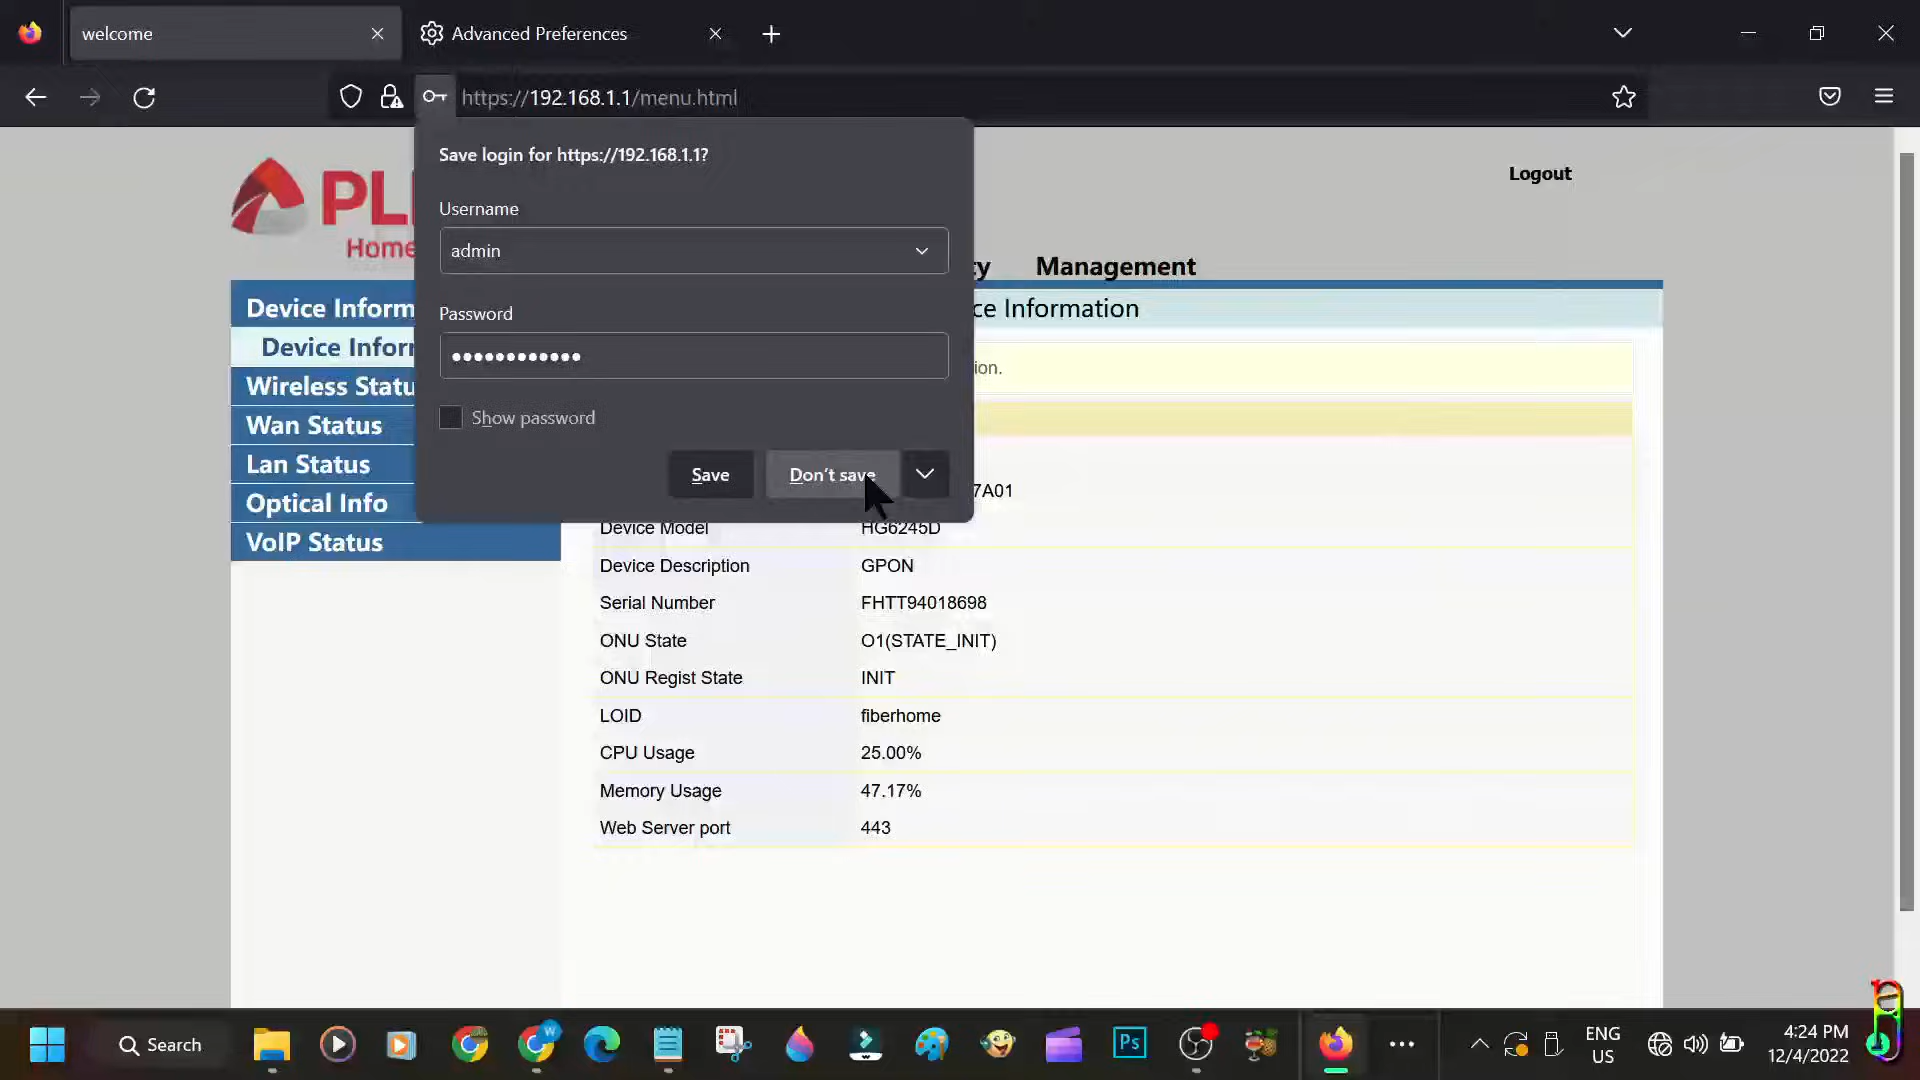 welcome
Advanced Preferences
https://192.168.1.1/menu.html
Save login for https://192.168.1.1?
Username
admin
Password
Show password
Save
Don't save
Logout
Home
Management
Device Inform
Device Infor
Wireless Statu
Wan Status
Lan Status
Optical Info
VoIP Status
ce Information
ion.
7A01
Device Model HG6245D
Device Description GPON
Serial Number FHTT94018698
ONU State O1(STATE_INIT)
ONU Regist State INIT
LOID fiberhome
CPU Usage 25.00%
Memory Usage 47.17%
Web Server port 443
Search
W
Ps
ENG
US
4:24 PM
12/4/2022